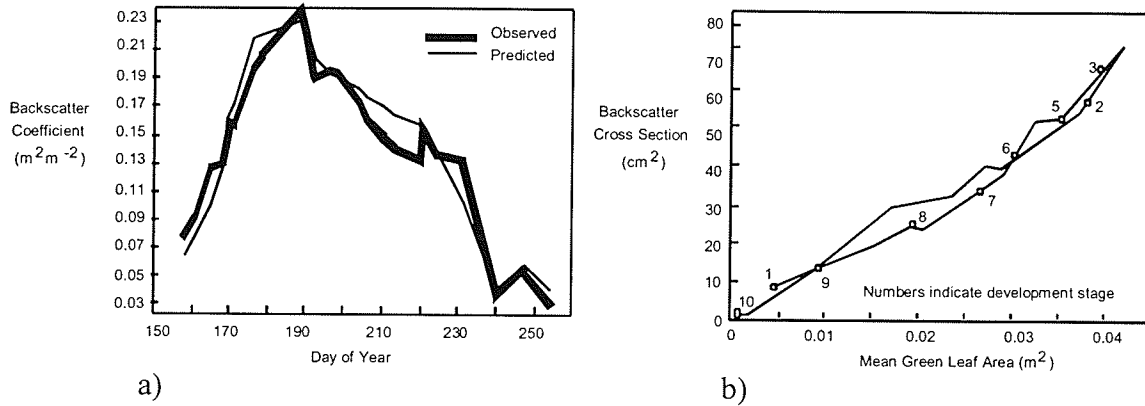 0.23
0.21
0.19
0.17
0.15
0.13
0.11
0.09
0.07
0.05
0.03
Backscatter
Coefficient
(m²m⁻²)
Observed
Predicted
150 170 190 210 230 250
Day of Year
a)
80
70
60
50
40
30
20
10
0
Backscatter
Cross Section
(cm²)
3
2
5
6
7
8
1
9
10
Numbers indicate development stage
0 0.01 0.02 0.03 0.04
Mean Green Leaf Area (m²)
b)